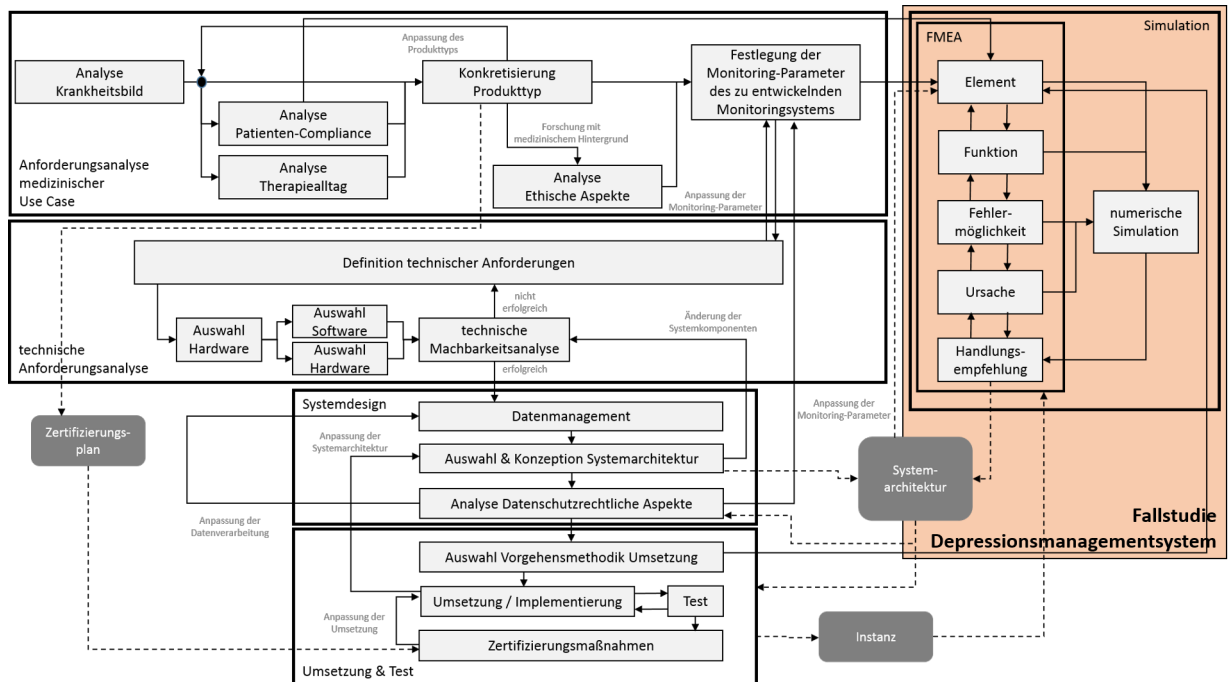 Analyse
Krankheitsbild
Anpassung des
Produkttyps
Konkretisierung
Produkttyp
Festlegung der
Monitoring-Parameter
des zu entwickelnden
Monitoringsystems
Analyse
Patienten-Compliance
Forschung mit
medizinischem Hintergrund
Analyse
Therapiealltag
Analyse
Ethische Aspekte
Anforderungsanalyse
medizinischer
Use Case
Anpassung der
Monitoring-Parameter
Simulation
FMEA
Element
Funktion
Fehler-
möglichkeit
numerische
Simulation
Ursache
Handlungs-
empfehlung
Definition technischer Anforderungen
nicht
erfolgreich
Auswahl
Hardware
Auswahl
Software
Auswahl
Hardware
technische
Machbarkeitsanalyse
Änderung der
Systemkomponenten
technische
Anforderungsanalyse
erfolgreich
Systemdesign
Datenmanagement
Anpassung der
Monitoring-Parameter
Zertifizierungs-
plan
Anpassung der
Systemarchitektur
Auswahl & Konzeption Systemarchitektur
System-
architektur
Analyse Datenschutzrechtliche Aspekte
Anpassung der
Datenverarbeitung
Fallstudie
Depressionsmanagementsystem
Auswahl Vorgehensmethodik Umsetzung
Umsetzung / Implementierung
Test
Anpassung der
Umsetzung
Zertifizierungsmaßnahmen
Instanz
Umsetzung & Test